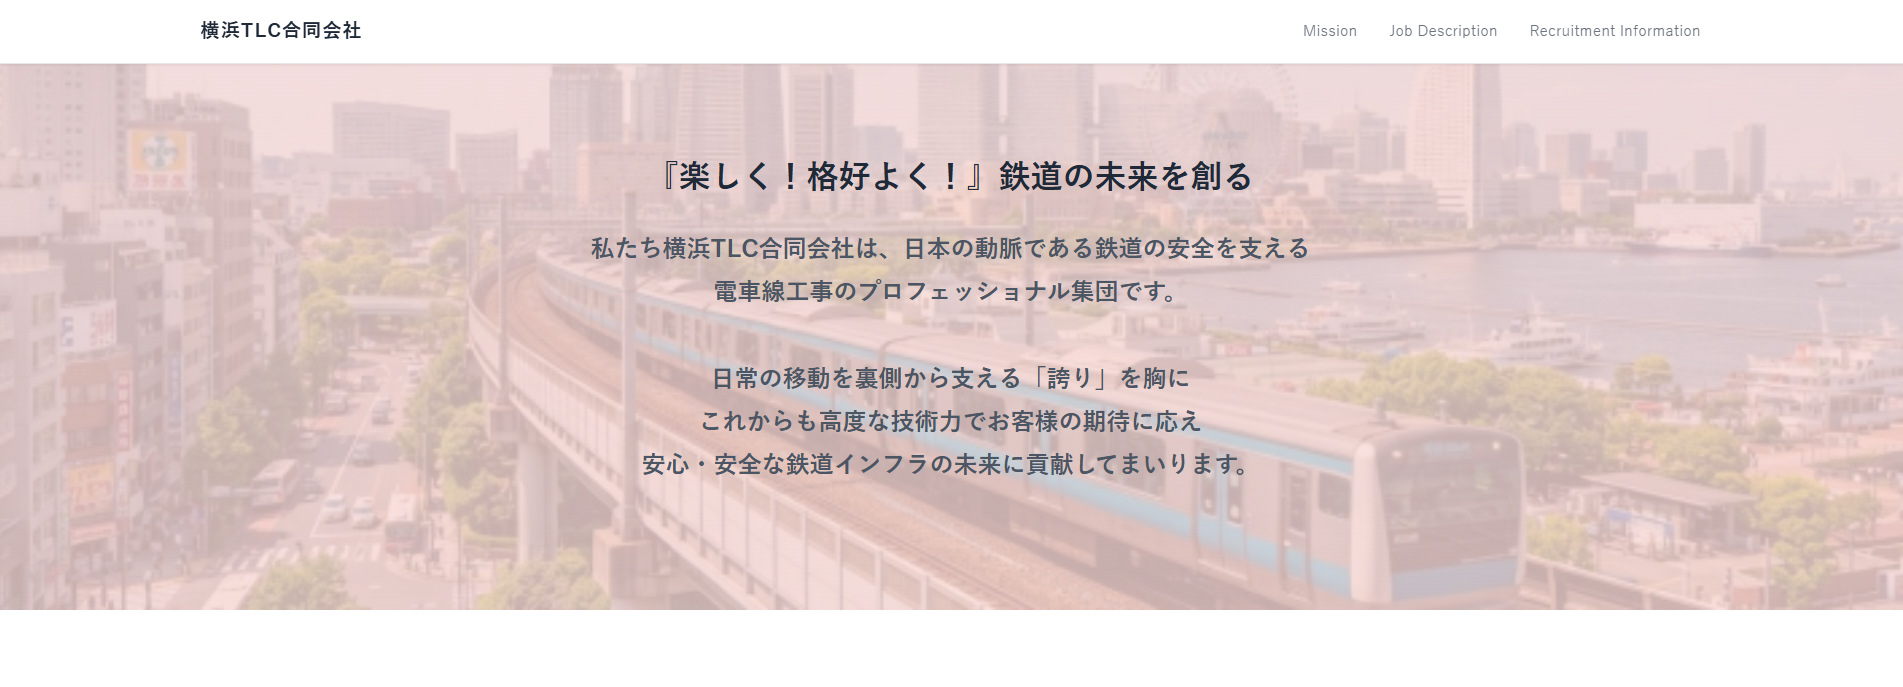 横浜TLC合同会社
Mission
Job Description
Recruitment Information
『楽しく！格好よく！』鉄道の未来を創る
私たち横浜TLC合同会社は、日本の動脈である鉄道の安全を支える
電車線工事のプロフェッショナル集団です。
日常の移動を裏側から支える「誇り」を胸に
これからも高度な技術力でお客様の期待に応え
安心・安全な鉄道インフラの未来に貢献してまいります。